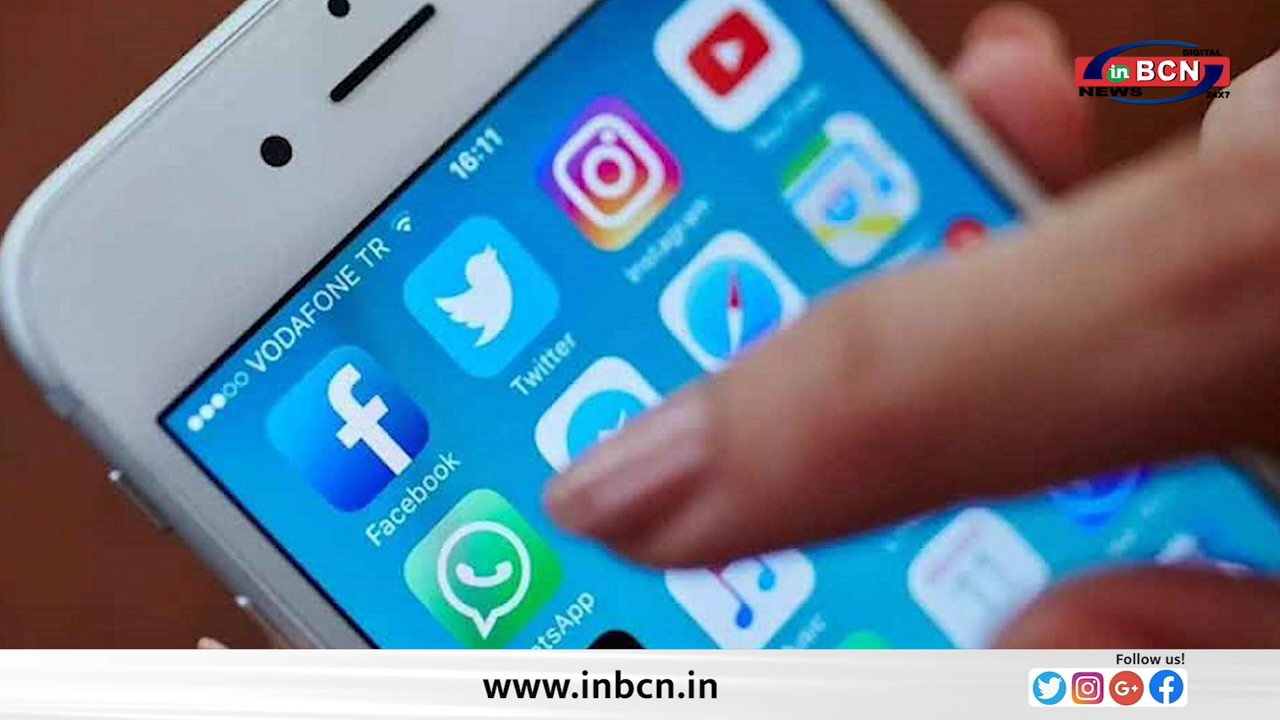 DIGITAL
in BCN
NEWS 24X7
16:11
VODAFONE TR
Instagram
Twitter
Facebook
Follow us!
www.inbcn.in